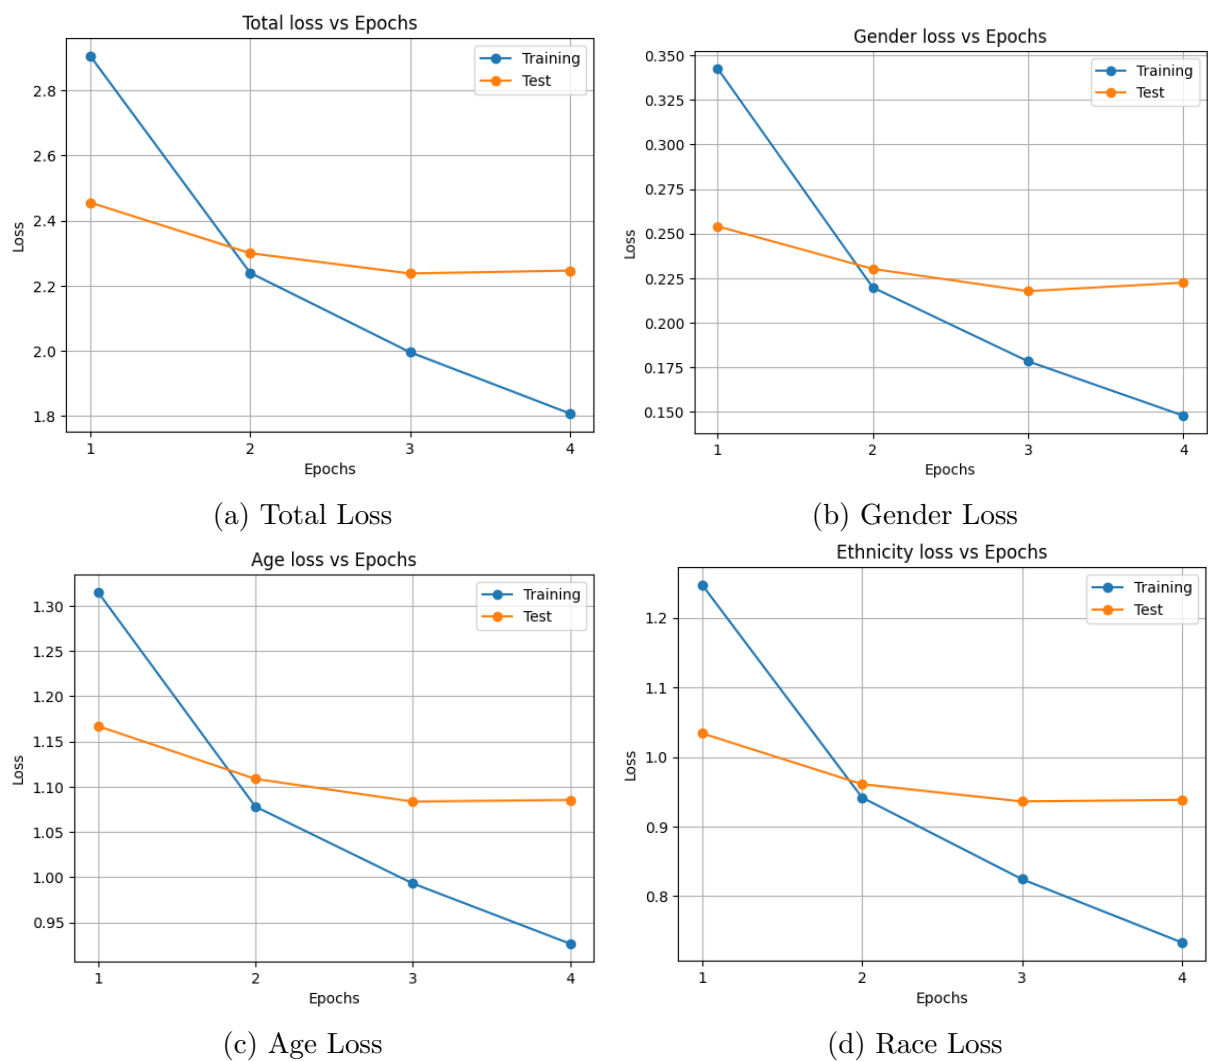 Total loss vs Epochs
Training
Test
2.8
2.6
2.4
2.2
2.0
1.8
Loss
1 2 3 4
Epochs
(a) Total Loss
Gender loss vs Epochs
Training
Test
0.350
0.325
0.300
0.275
0.250
0.225
0.200
0.175
0.150
Loss
1 2 3 4
Epochs
(b) Gender Loss
Age loss vs Epochs
Training
Test
1.30
1.25
1.20
1.15
1.10
1.05
1.00
0.95
Loss
1 2 3 4
Epochs
(c) Age Loss
Ethnicity loss vs Epochs
Training
Test
1.2
1.1
1.0
0.9
0.8
Loss
1 2 3 4
Epochs
(d) Race Loss